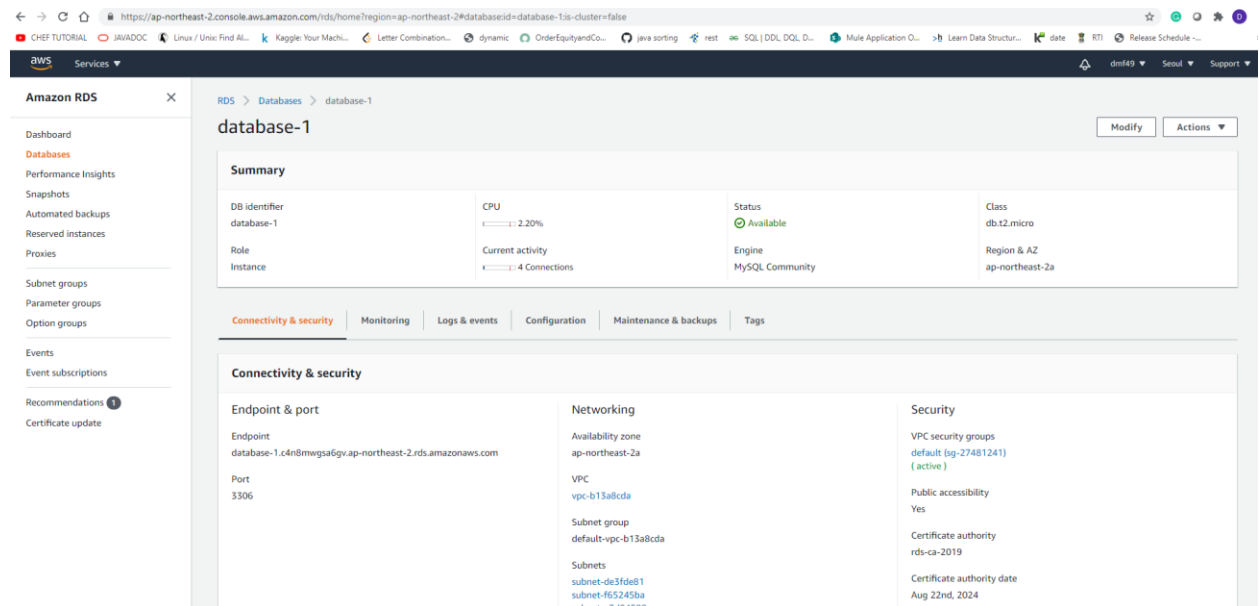 https://ap-northeast-2.console.aws.amazon.com/rds/home?region=ap-northeast-2#database:id=database-1;is-cluster=false
CHEF TUTORIAL JAVADOC Linux / Unix: Find Al... Kaggle: Your Machi... Letter Combination... dynamic OrderEquityandCo... java sorting rest SQL | DDL, DQL, D... Mule Application O... Learn Data Structur... date RTI Release Schedule -...
aws Services dmf49 Seoul Support
Amazon RDS
Dashboard
Databases
Performance Insights
Snapshots
Automated backups
Reserved instances
Proxies
Subnet groups
Parameter groups
Option groups
Events
Event subscriptions
Recommendations 1
Certificate update
RDS > Databases > database-1
database-1
Modify Actions
Summary
DB identifier
database-1
CPU
2.20%
Status
Available
Class
db.t2.micro
Role
Instance
Current activity
4 Connections
Engine
MySQL Community
Region & AZ
ap-northeast-2a
Connectivity & security Monitoring Logs & events Configuration Maintenance & backups Tags
Connectivity & security
Endpoint & port
Endpoint
database-1.c4n8mwgsa6gv.ap-northeast-2.rds.amazonaws.com
Port
3306
Networking
Availability zone
ap-northeast-2a
VPC
vpc-b13a8cda
Subnet group
default-vpc-b13a8cda
Subnets
subnet-de3fde81
subnet-f65245ba
Security
VPC security groups
default (sg-27481241)
( active )
Public accessibility
Yes
Certificate authority
rds-ca-2019
Certificate authority date
Aug 22nd, 2024